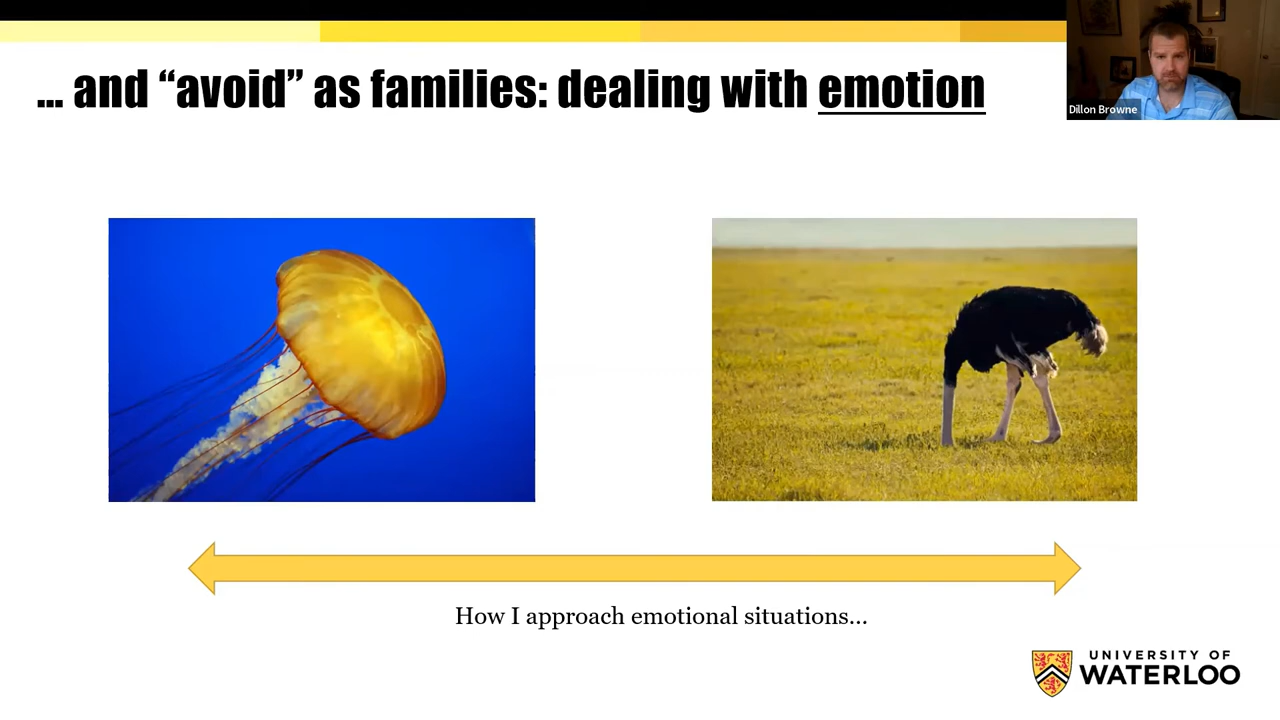 ... and “avoid” as families: dealing with emotion
Dillon Browne
How I approach emotional situations...
UNIVERSITY OF
WATERLOO